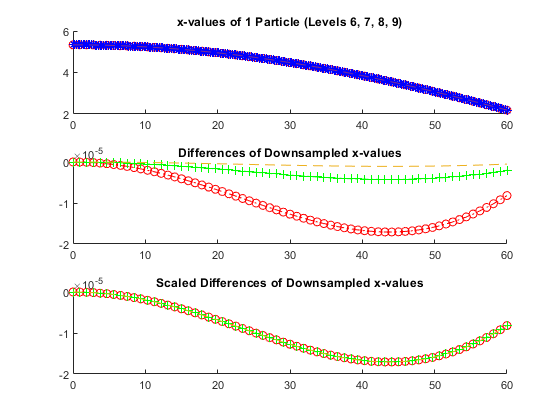 x-values of 1 Particle (Levels 6, 7, 8, 9)
6
4
2
0 10 20 30 40 50 60
×10^-5
Differences of Downsampled x-values
0
-1
-2
0 10 20 30 40 50 60
×10^-5
Scaled Differences of Downsampled x-values
0
-1
-2
0 10 20 30 40 50 60